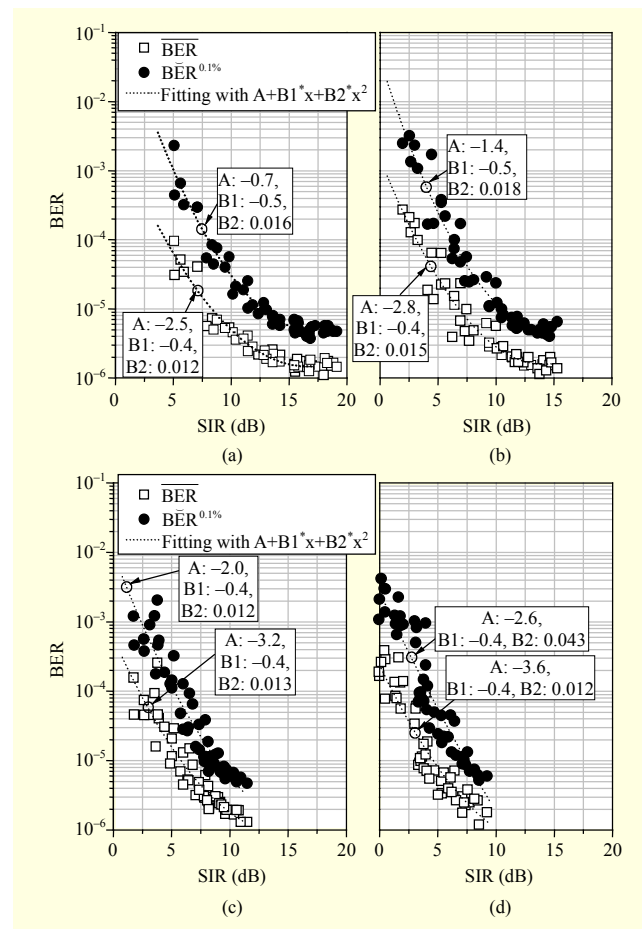 10⁻¹
10⁻²
10⁻³
10⁻⁴
10⁻⁵
10⁻⁶
BER
BER
BĔR⁰·¹%
Fitting with A+B1*x+B2*x²
A: –0.7,
B1: –0.5,
B2: 0.016
A: –2.5,
B1: –0.4,
B2: 0.012
0 5 10 15 20
SIR (dB)
(a)
A: –1.4,
B1: –0.5,
B2: 0.018
A: –2.8,
B1: –0.4,
B2: 0.015
0 5 10 15 20
SIR (dB)
(b)
10⁻¹
10⁻²
10⁻³
10⁻⁴
10⁻⁵
10⁻⁶
BER
BER
BĔR⁰·¹%
Fitting with A+B1*x+B2*x²
A: –2.0,
B1: –0.4,
B2: 0.012
A: –3.2,
B1: –0.4,
B2: 0.013
0 5 10 15 20
SIR (dB)
(c)
A: –2.6,
B1: –0.4, B2: 0.043
A: –3.6,
B1: –0.4, B2: 0.012
0 5 10 15 20
SIR (dB)
(d)